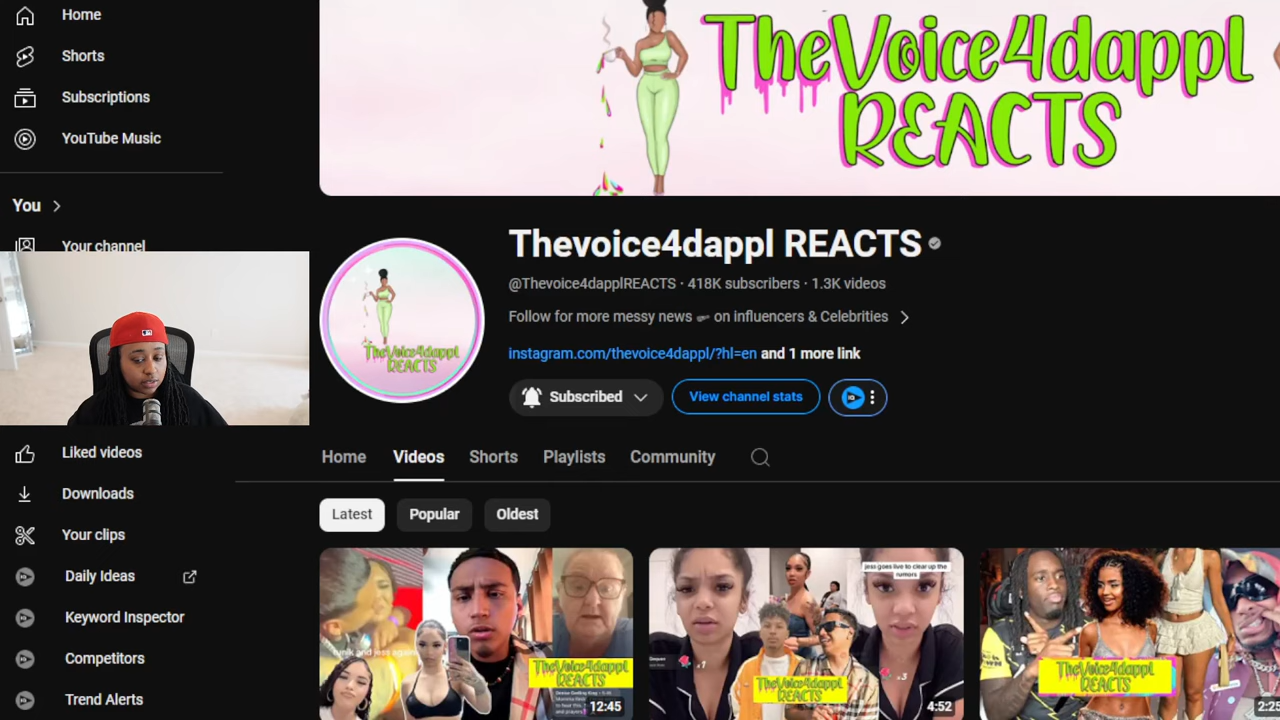 Home
Shorts
Subscriptions
YouTube Music
You
Your channel
Liked videos
Downloads
Your clips
Daily Ideas
Keyword Inspector
Competitors
Trend Alerts
TheVoice4dappl
REACTS
Thevoice4dappl REACTS
@Thevoice4dapplREACTS · 418K subscribers · 1.3K videos
Follow for more messy news on influencers & Celebrities
instagram.com/thevoice4dappl/?hl=en and 1 more link
Subscribed
View channel stats
TheVoice4dappl
REACTS
Home Videos Shorts Playlists Community
Latest Popular Oldest
TheVoice4dappl
REACTS
12:45
jess goes live to clear up the
rumors
TheVoice4dappl
REACTS
4:52
TheVoice4dappl
REACTS